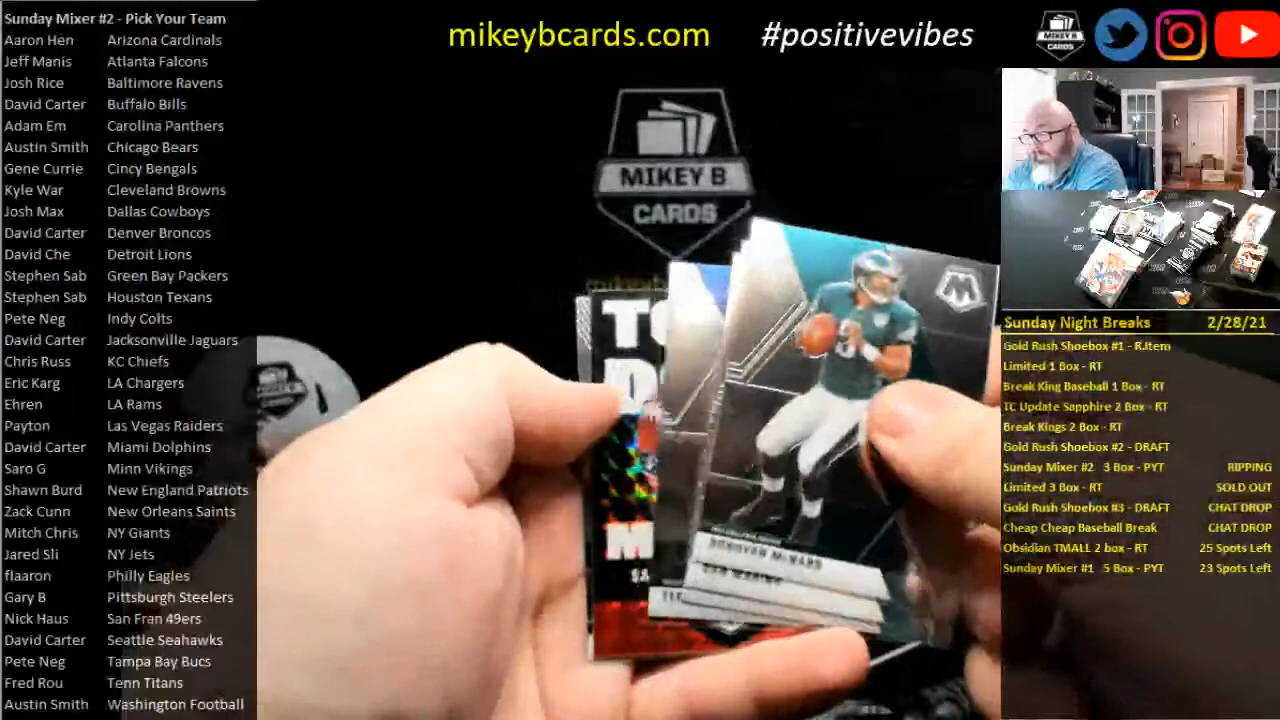 Sunday Mixer #2 - Pick Your Team
Aaron Hen Arizona Cardinals
Jeff Manis Atlanta Falcons
Josh Rice Baltimore Ravens
David Carter Buffalo Bills
Adam Em Carolina Panthers
Austin Smith Chicago Bears
Gene Currie Cincy Bengals
Kyle War Cleveland Browns
Josh Max Dallas Cowboys
David Carter Denver Broncos
David Che Detroit Lions
Stephen Sab Green Bay Packers
Stephen Sab Houston Texans
Pete Neg Indy Colts
David Carter Jacksonville Jaguars
Chris Russ KC Chiefs
Eric Karg LA Chargers
Ehren LA Rams
Payton Las Vegas Raiders
David Carter Miami Dolphins
Saro G Minn Vikings
Shawn Burd New England Patriots
Zack Cunn New Orleans Saints
Mitch Chris NY Giants
Jared Sli NY Jets
flaaron Philly Eagles
Gary B Pittsburgh Steelers
Nick Haus San Fran 49ers
David Carter Seattle Seahawks
Pete Neg Tampa Bay Bucs
Fred Rou Tenn Titans
Austin Smith Washington Football
mikeybcards.com #positivevibes
MIKEY B
CARDS
MIKEY B
CARDS
DONOVAN McNABB
Sunday Night Breaks 2/28/21
Gold Rush Shoebox #1 - R.Item
Limited 1 Box - RT
Break King Baseball 1 Box - RT
TC Update Sapphire 2 Box - RT
Break Kings 2 Box - RT
Gold Rush Shoebox #2 - DRAFT
Sunday Mixer #2 3 Box - PYT RIPPING
Limited 3 Box - RT SOLD OUT
Gold Rush Shoebox #3 - DRAFT CHAT DROP
Cheap Cheap Baseball Break CHAT DROP
Obsidian TMALL 2 box - RT 25 Spots Left
Sunday Mixer #1 5 Box - PYT 23 Spots Left